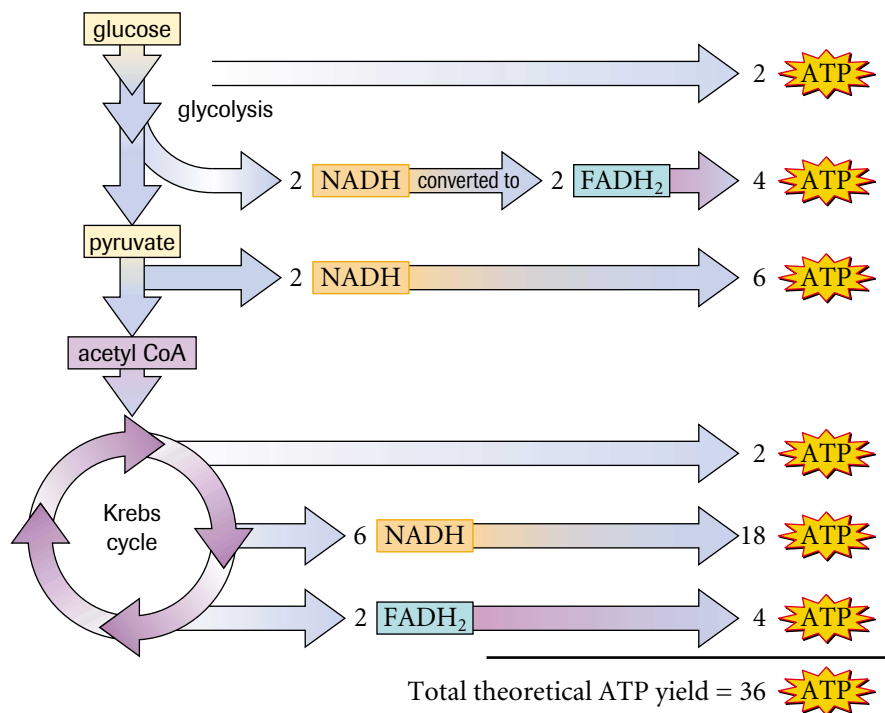 glucose
2 ATP
glycolysis
2 NADH converted to 2 FADH₂ 4 ATP
pyruvate
2 NADH 6 ATP
acetyl CoA
2 ATP
Krebs
cycle
6 NADH 18 ATP
2 FADH₂ 4 ATP
Total theoretical ATP yield = 36 ATP